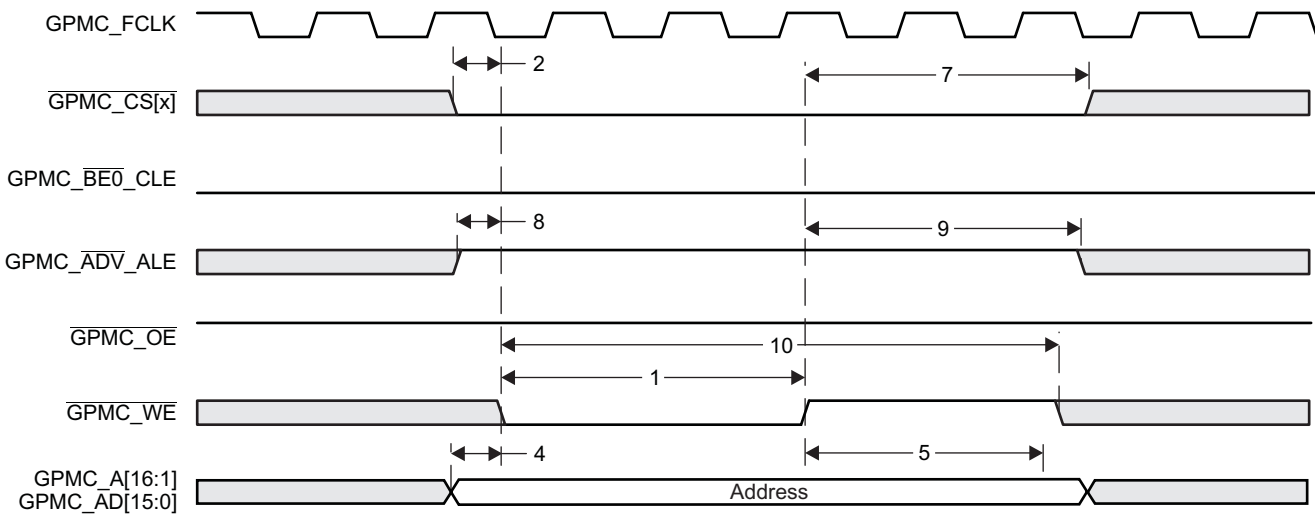 GPMC_FCLK
2
7
GPMC_CS[x]
GPMC_BE0_CLE
8
9
GPMC_ADV_ALE
GPMC_OE
10
1
GPMC_WE
4
5
GPMC_A[16:1]
GPMC_AD[15:0]
Address